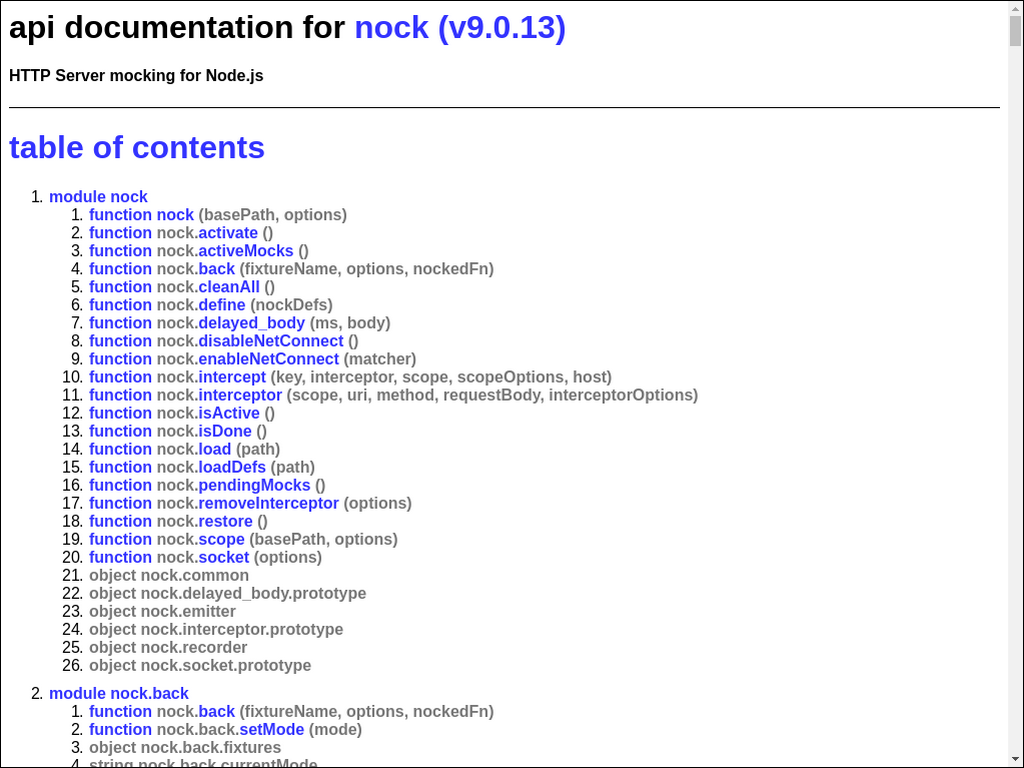 api documentation for nock (v9.0.13)
HTTP Server mocking for Node.js
table of contents
1. module nock
1. function nock (basePath, options)
2. function nock.activate ()
3. function nock.activeMocks ()
4. function nock.back (fixtureName, options, nockedFn)
5. function nock.cleanAll ()
6. function nock.define (nockDefs)
7. function nock.delayed_body (ms, body)
8. function nock.disableNetConnect ()
9. function nock.enableNetConnect (matcher)
10. function nock.intercept (key, interceptor, scope, scopeOptions, host)
11. function nock.interceptor (scope, uri, method, requestBody, interceptorOptions)
12. function nock.isActive ()
13. function nock.isDone ()
14. function nock.load (path)
15. function nock.loadDefs (path)
16. function nock.pendingMocks ()
17. function nock.removeInterceptor (options)
18. function nock.restore ()
19. function nock.scope (basePath, options)
20. function nock.socket (options)
21. object nock.common
22. object nock.delayed_body.prototype
23. object nock.emitter
24. object nock.interceptor.prototype
25. object nock.recorder
26. object nock.socket.prototype
2. module nock.back
1. function nock.back (fixtureName, options, nockedFn)
2. function nock.back.setMode (mode)
3. object nock.back.fixtures
4. string nock.back.currentMode